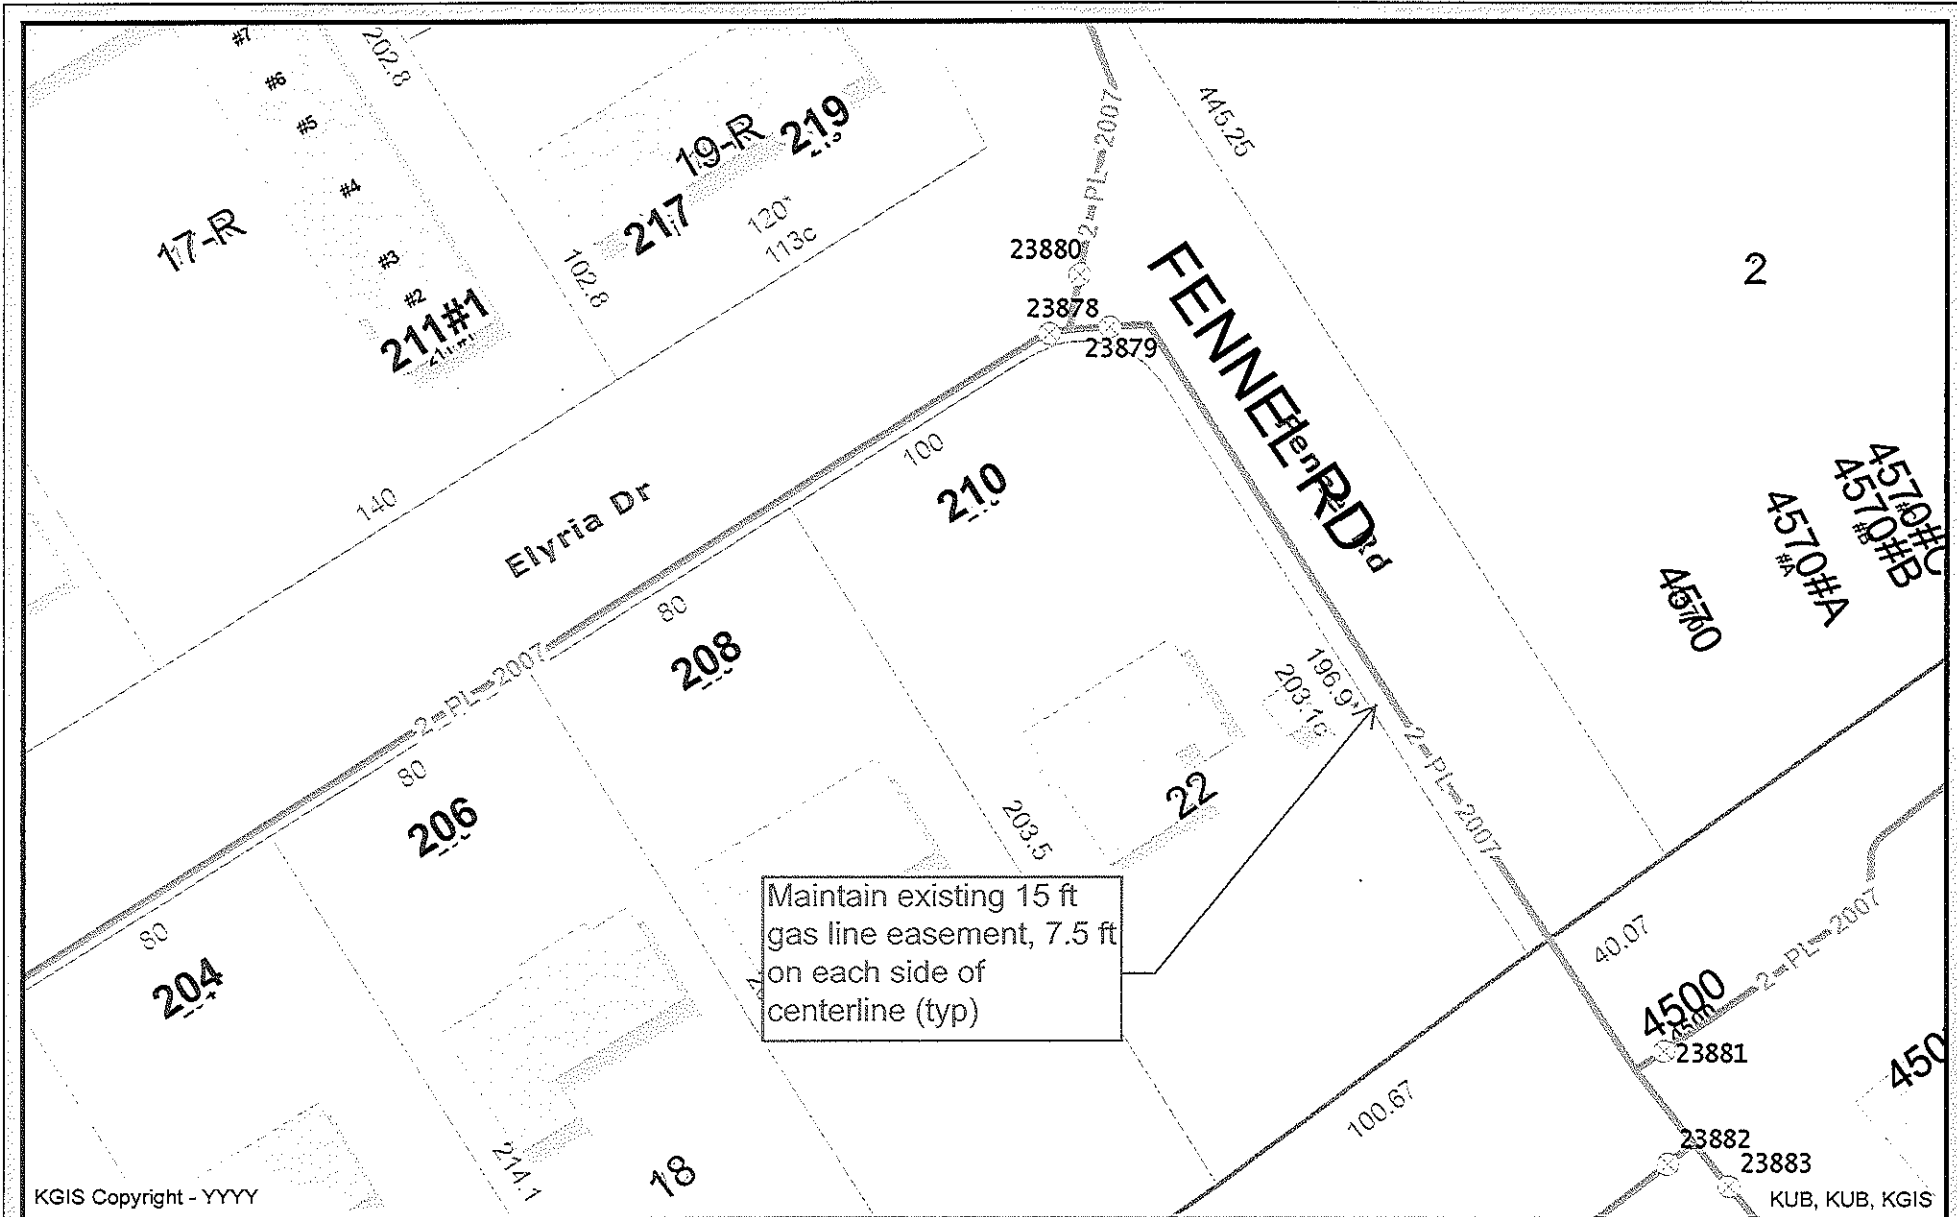 #7
#6
#5
#4
#3
#2
211#1
17-R
202.8
102.8
19-R
219
217
120*
113c
2-PL-2007
445.25
23880
23878
23879
FENNEL RD
2
140
Elyria Dr
100
210
80
208
2-PL-2007
80
206
80
204
196.9*
203.1c
2-PL-2007
22
203.5
4570
4570#A
#A
4570#B
#B
4570#C
Maintain existing 15 ft
gas line easement, 7.5 ft
on each side of
centerline (typ)
40.07
2-PL-2007
4500
4500
23881
100.67
23882
23883
214.1
18
KGIS Copyright - YYYY
KUB, KUB, KGIS